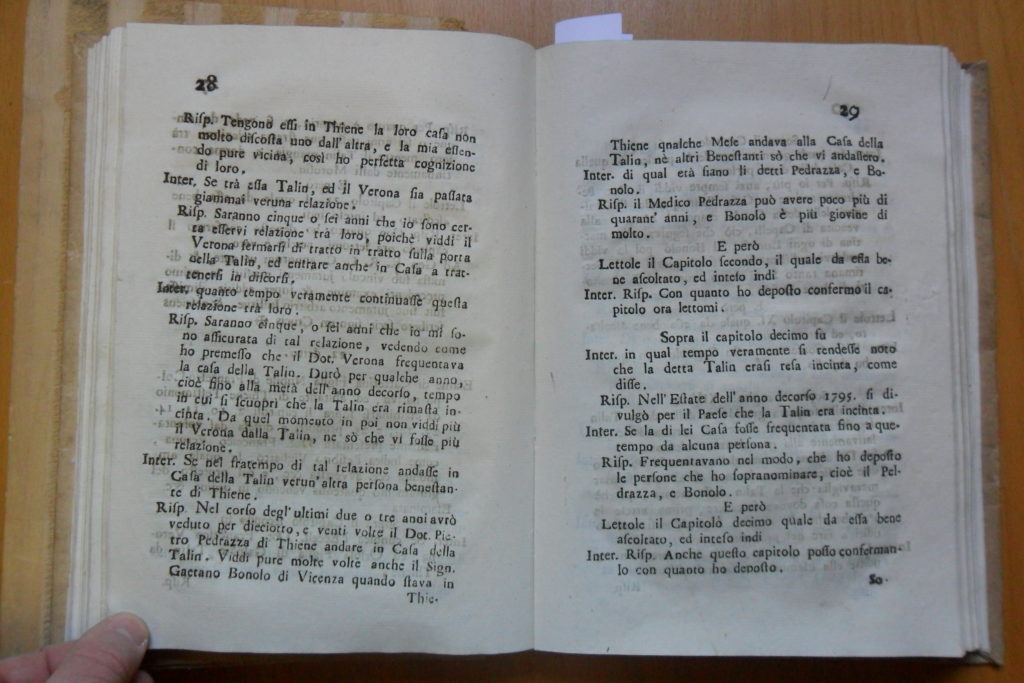 28
Risp. Tengono essi in Thiene la loro casa non
molto discosta uno dall'altra, e la mia essen-
do pure vicina, così ho perfetta cognizione
di loro.
Inter. Se trà essa Talin, ed il Verona sia passata
giammai veruna relazione.
Risp. Saranno cinque o sei anni che io sono cer-
ta esservi relazione trà loro, poichè viddi il
Verona fermarsi di tratto in tratto sulla porta
della Talin, ed entrare anche in Casa a trat-
tenersi in discorsi.
Inter. quanto tempo veramente continuasse questa
relazione trà loro.
Risp. Saranno cinque, o sei anni che io mi so-
no assicurata di tal relazione, vedendo come
ho premesso che il Dot. Verona frequentava
la casa della Talin. Durò per qualche anno,
cioè fino alla metà dell'anno decorso, tempo
in cui si scuoprì che la Talin era rimasta in-
cinta. Da quel momento in poi non viddi più
il Verona dalla Talin, ne sò che vi fosse più
relazione.
Inter. Se nel fratempo di tal relazione andasse in
Casa della Talin verun'altra persona benestan-
te di Thiene.
Risp. Nel corso degl'ultimi due o tre anni avrò
veduto per dieciotto, e venti volte il Dot. Pie-
tro Pedrazza di Thiene andare in Casa della
Talin. Viddi pure molte volte anche il Sign.
Gaetano Bonolo di Vicenza quando stava in
Thie-
29
Thiene qnalche Mese andava alla Casa della
Talin, nè altri Benestanti sò che vi andassero.
Inter. di qual età siano li detti Pedrazza, e Bo-
nolo.
Risp. il Medico Pedrazza può avere poco più di
quarant' anni, e Bonolo è più giovine di
molto.
E però
Lettole il Capitolo secondo, il quale da essa be-
ne ascoltato, ed inteso indi
Inter. Risp. Con quanto ho deposto confermo il ca-
pitolo ora lettomi.
Sopra il capitolo decimo fù
Inter. in qual tempo veramente si rendesse noto
che la detta Talin erasi resa incinta, come
disse.
Risp. Nell' Estate dell' anno decorso 1795. si di-
vulgò per il Paese che la Talin era incinta.
Inter. Se la di lei Casa fosse frequentata fino a que-
tempo da alcuna persona.
Risp. Frequentavano nel modo, che ho deposto
le persone che ho sopranominare, cioè il Pel-
drazza, e Bonolo.
E però
Lettole il Capitolo decimo quale da essa bene
ascoltato, ed inteso indi
Inter. Risp. Anche questo capitolo posso conferman-
lo con quanto ho deposto.
So-